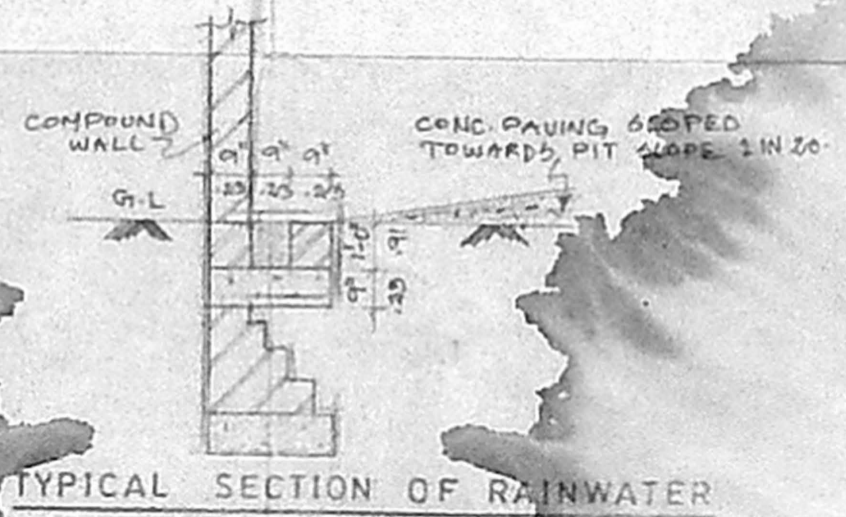 COMPOUND
WALL
CONC. PAVING SLOPED
TOWARDS PIT SLOPE 1 IN 20.
9" 9" 9"
.23 .23 .23
G.L
1'-0" .91
9" .23
TYPICAL SECTION OF RAINWATER